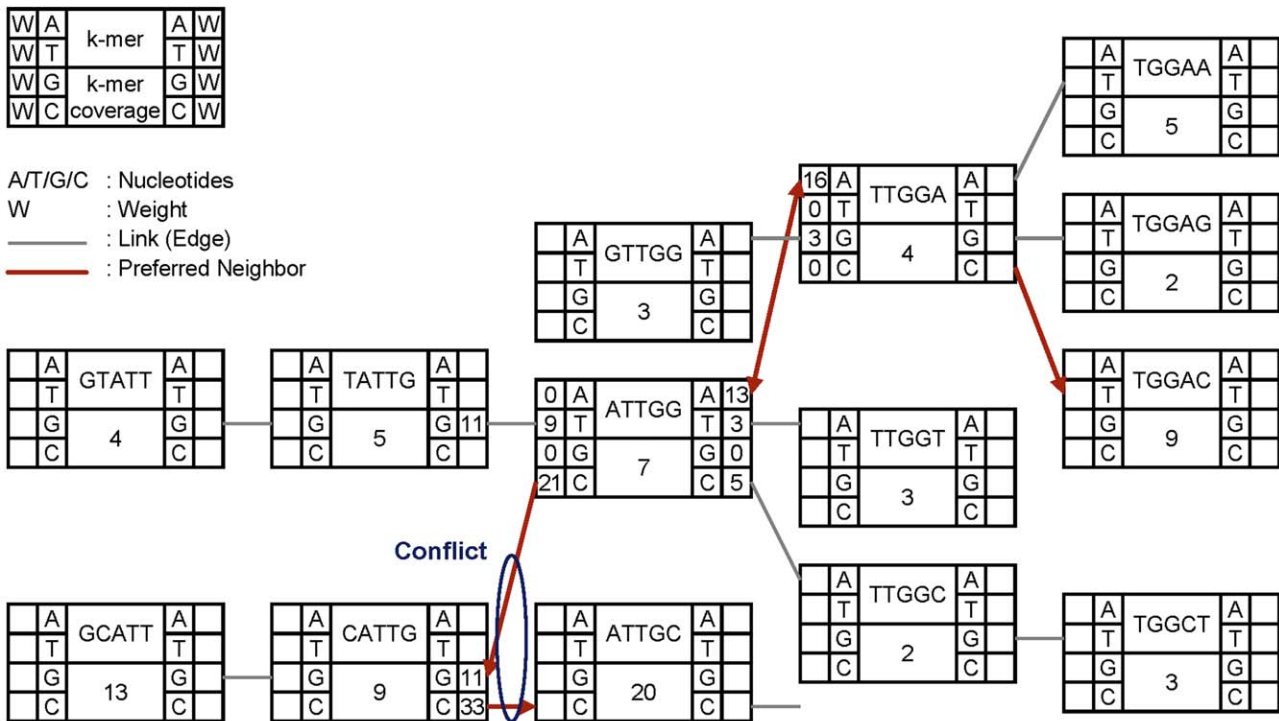 W A k-mer A W
W T T W
W G k-mer G W
W C coverage C W
A/T/G/C : Nucleotides
W : Weight
: Link (Edge)
: Preferred Neighbor
A TGGAA A
T T
G 5 G
C C
16 A TTGGA A
0 T T
3 G 4 G
0 C C
A TGGAG A
T T
G 2 G
C C
A GTTGG A
T T
G 3 G
C C
A GTATT A
T T
G 4 G
C C
A TATTG A
T T
G 5 G 11
C C
0 A ATTGG A 13
9 T T 3
0 G 7 G 0
21 C C 5
A TTGGT A
T T
G 3 G
C C
A TGGAC A
T T
G 9 G
C C
Conflict
A GCATT A
T T
G 13 G
C C
A CATTG A
T T
G 9 G 11
C C 33
A ATTGC A
T T
G 20 G
C C
A TTGGC A
T T
G 2 G
C C
A TGGCT A
T T
G 3 G
C C